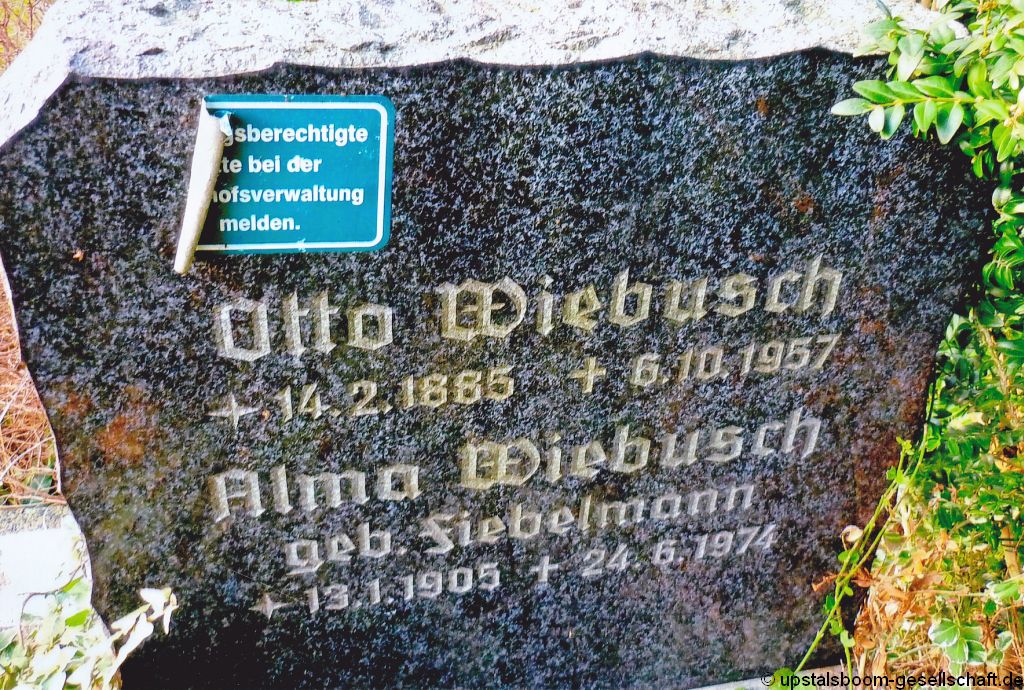 gsberechtigte
te bei der
hofsverwaltung
melden.
Otto Wiebusch
14.2.1885 † 6.10.1957
Alma Wiebusch
geb. Ziebelmann
13.1.1905 † 24.6.1974
© upstalsboom-gesellschaft.de